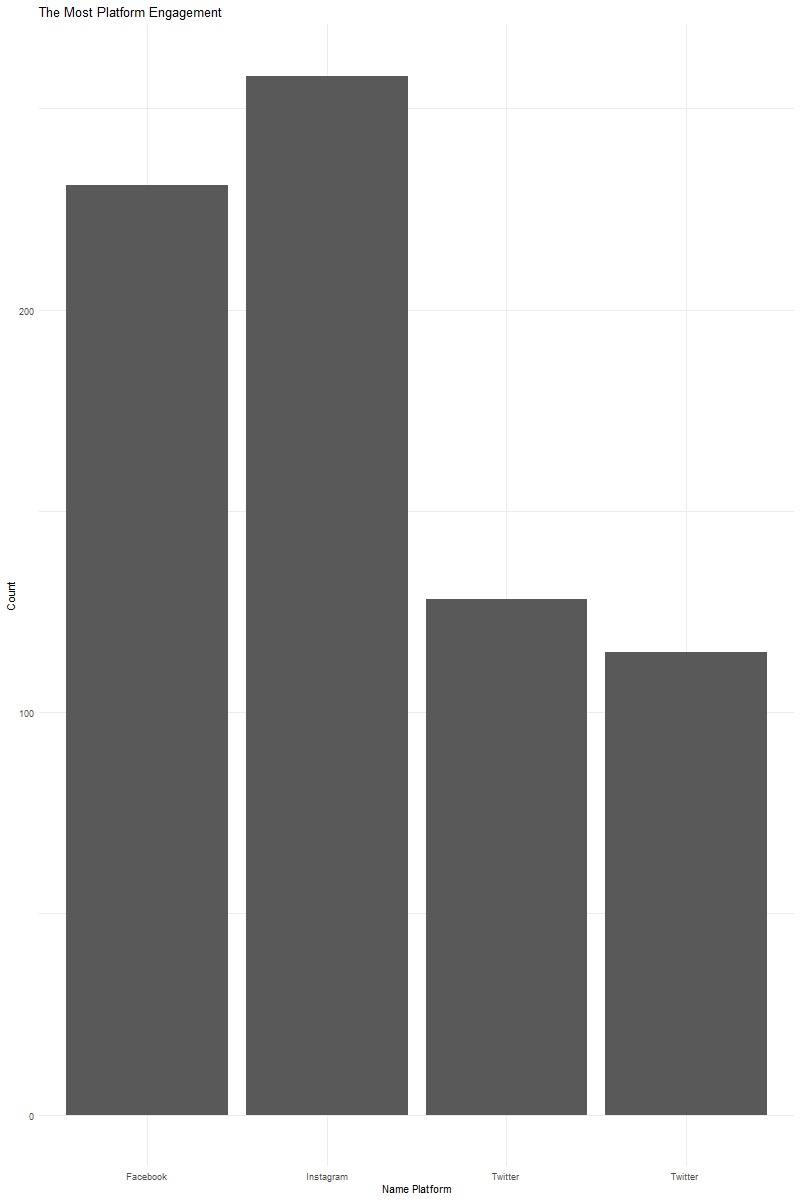 The Most Platform Engagement
200
100
0
Count
Facebook Instagram Twitter Twitter
Name Platform